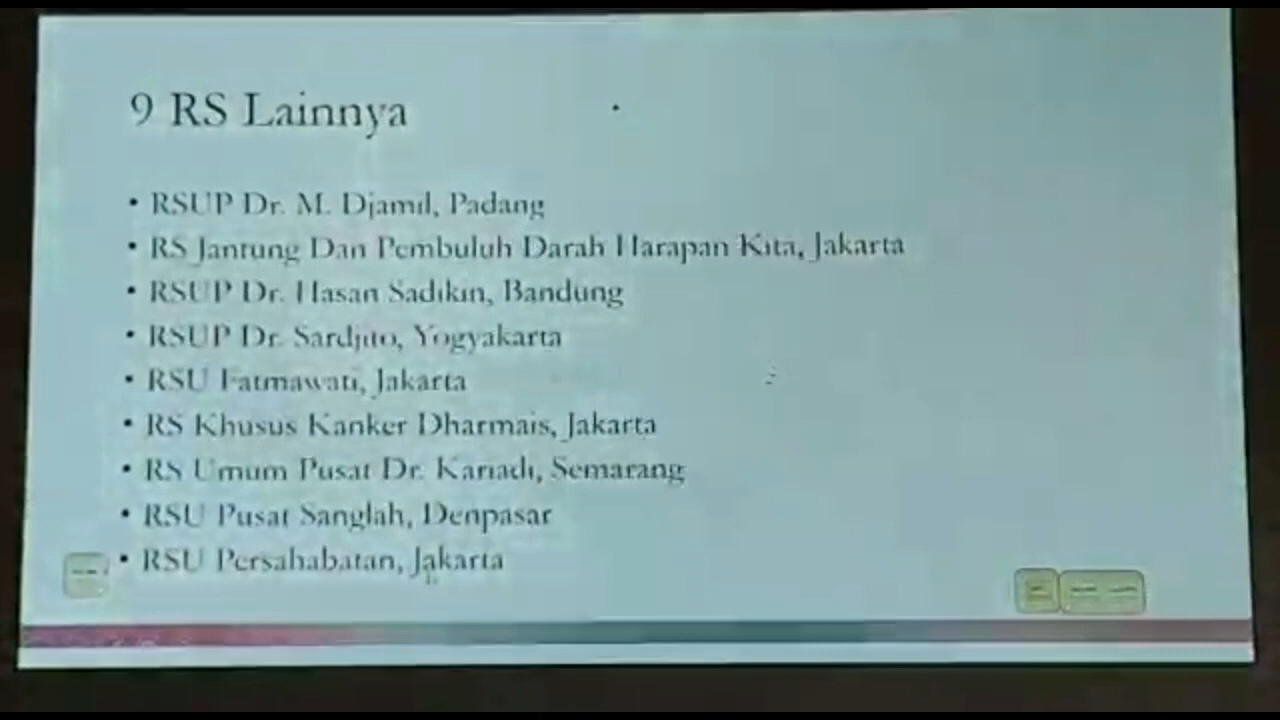 9 RS Lainnya
• RSUP Dr. M. Djamil, Padang
• RS Jantung Dan Pembuluh Darah Harapan Kita, Jakarta
• RSUP Dr. Hasan Sadikin, Bandung
• RSUP Dr. Sardjito, Yogyakarta
• RSU Fatmawati, Jakarta
• RS Khusus Kanker Dharmais, Jakarta
• RS Umum Pusat Dr. Kariadi, Semarang
• RSU Pusat Sanglah, Denpasar
• RSU Persahabatan, Jakarta